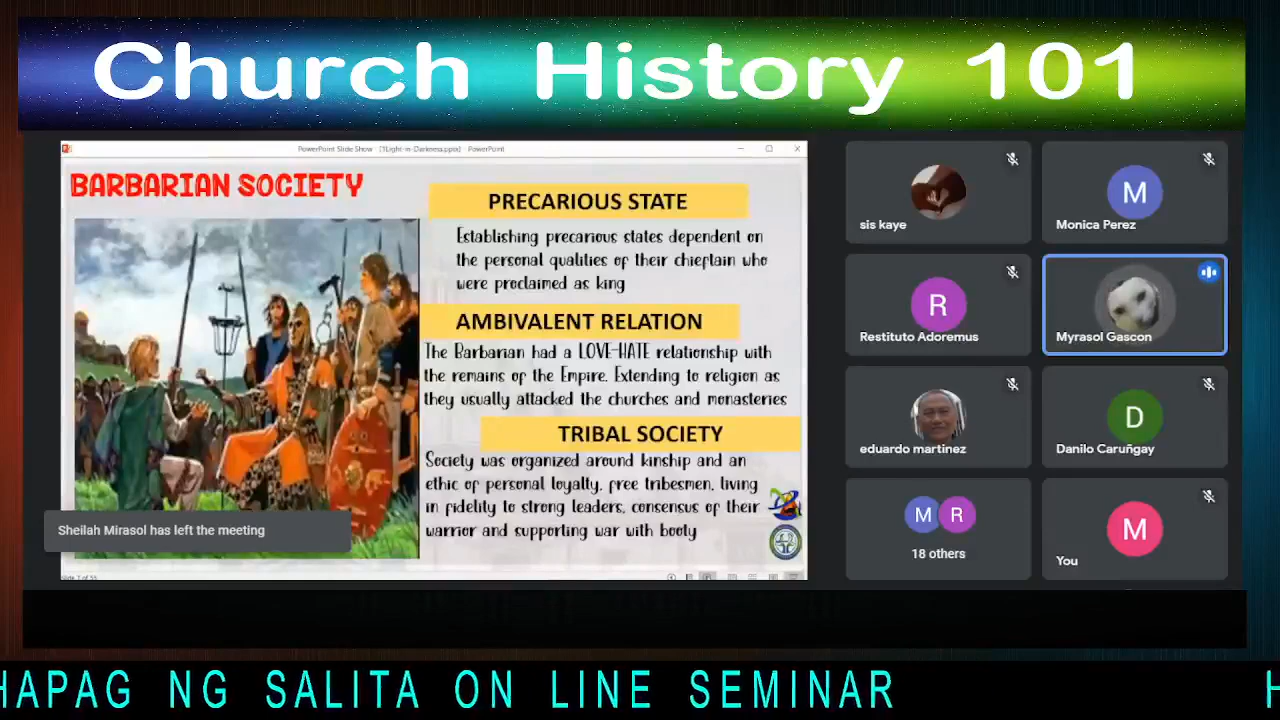 Church History 101
PowerPoint Slide Show - [1Light-in-Darkness.pptx] - PowerPoint
BARBARIAN SOCIETY
PRECARIOUS STATE
Establishing precarious states dependent on
the personal qualities of their chieftain who
were proclaimed as king
AMBIVALENT RELATION
The Barbarian had a LOVE-HATE relationship with
the remains of the Empire. Extending to religion as
they usually attacked the churches and monasteries
TRIBAL SOCIETY
Society was organized around kinship and an
ethic of personal loyalty, free tribesmen, living
in fidelity to strong leaders, consensus of their
warrior and supporting war with booty
Sheilah Mirasol has left the meeting
sis kaye
M
Monica Perez
R
Restituto Adoremus
Myrasol Gascon
eduardo martinez
D
Danilo Caruñgay
M R
18 others
M
You
HAPAG NG SALITA ON LINE SEMINAR
H